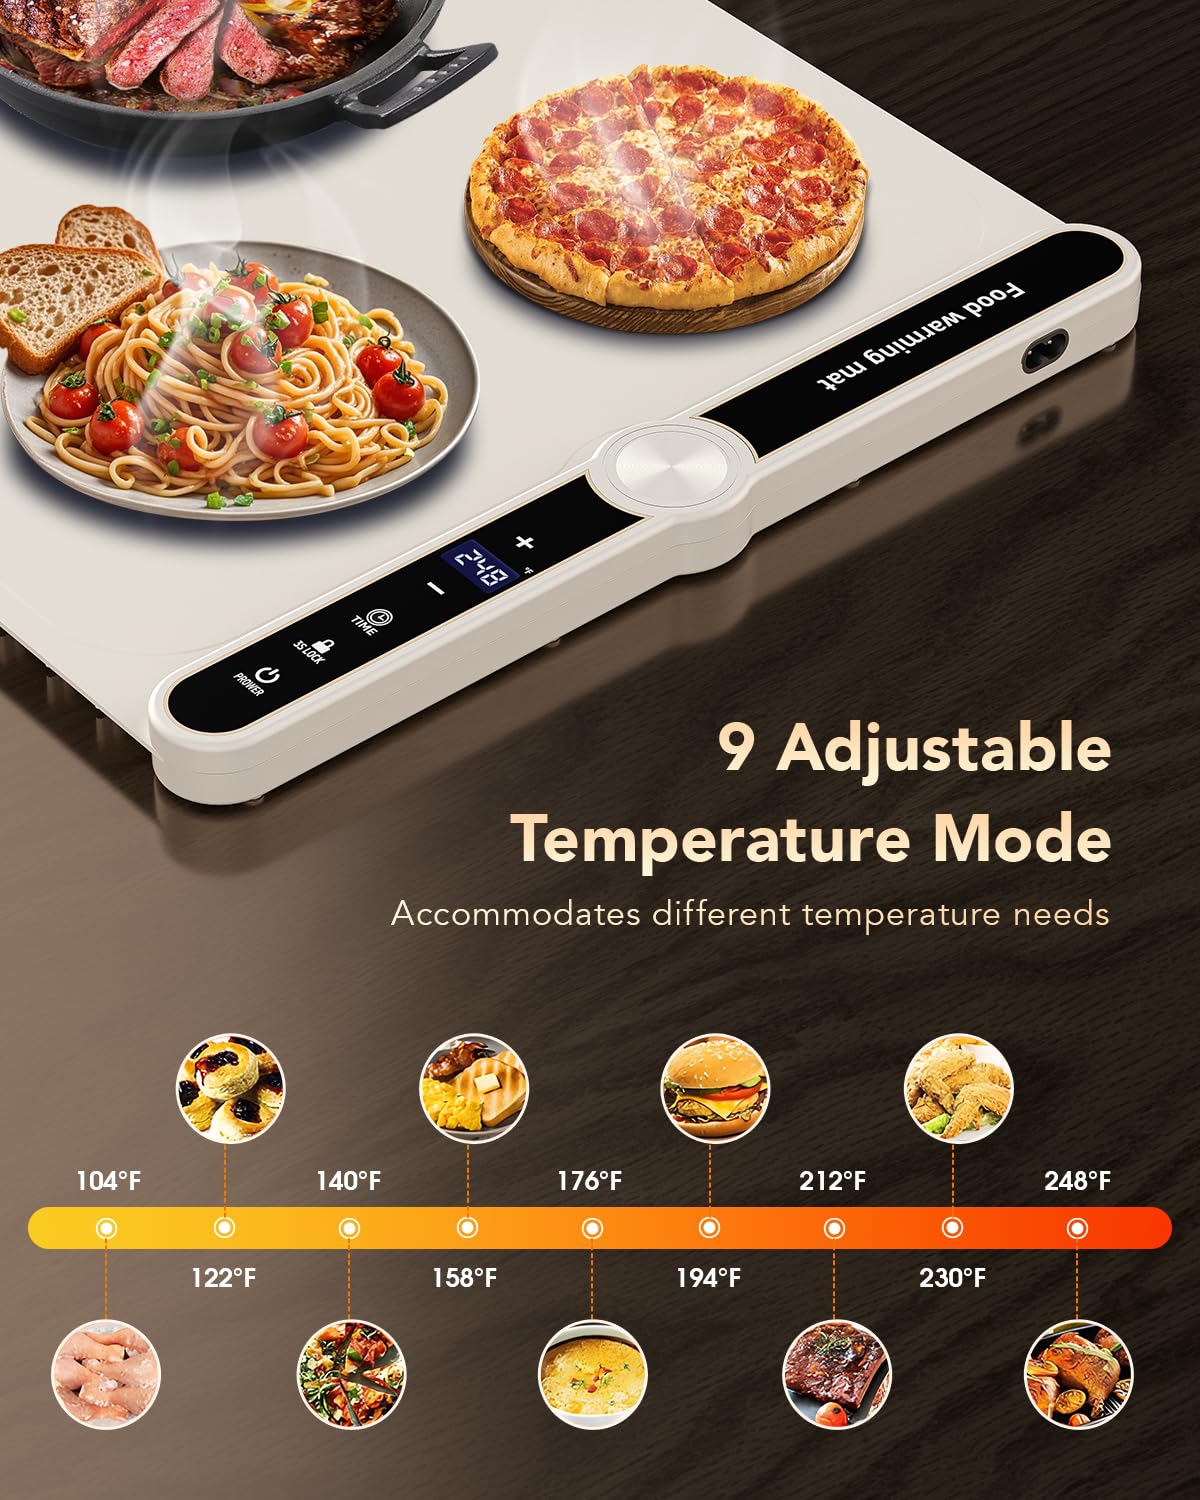 Food warming mat
+
248
°F
−
TIME
3S LOCK
PROWER
9 Adjustable
Temperature Mode
Accommodates different temperature needs
104°F
140°F
176°F
212°F
248°F
122°F
158°F
194°F
230°F